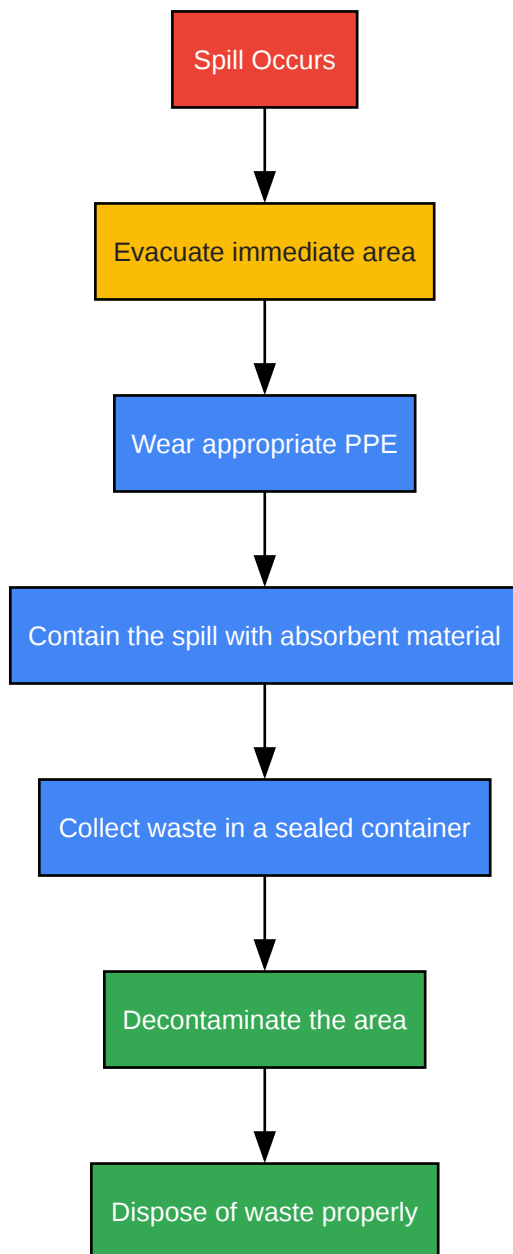 Spill Occurs
Evacuate immediate area
Wear appropriate PPE
Contain the spill with absorbent material
Collect waste in a sealed container
Decontaminate the area
Dispose of waste properly